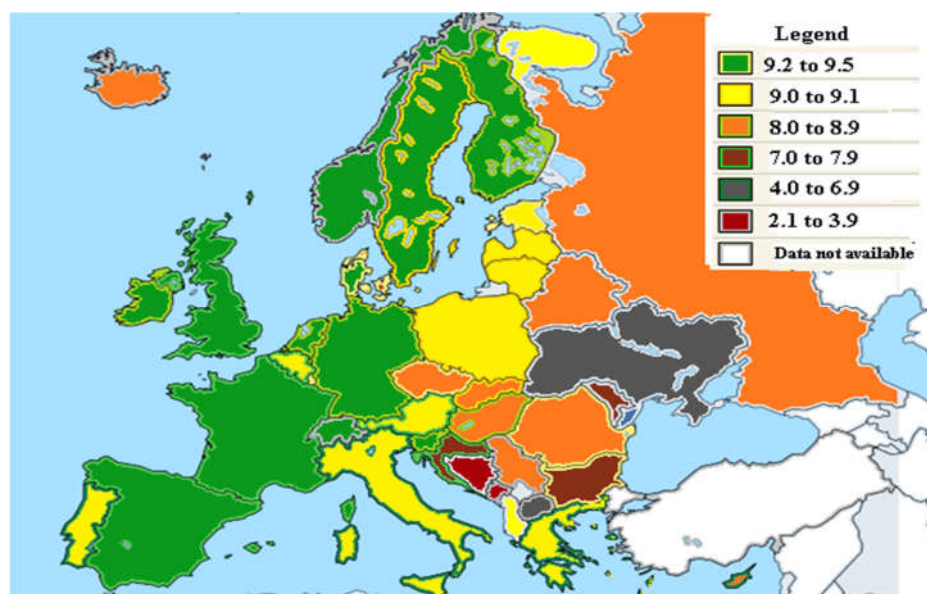 Legend
9.2 to 9.5
9.0 to 9.1
8.0 to 8.9
7.0 to 7.9
4.0 to 6.9
2.1 to 3.9
Data not available